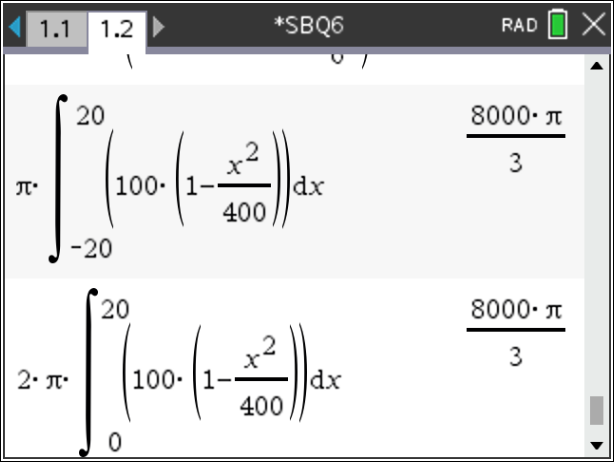 1.1 1.2 *SBQ6 RAD
π·∫_{-20}^{20}(100·(1-x²/400))dx 8000·π/3
2·π·∫_{0}^{20}(100·(1-x²/400))dx 8000·π/3